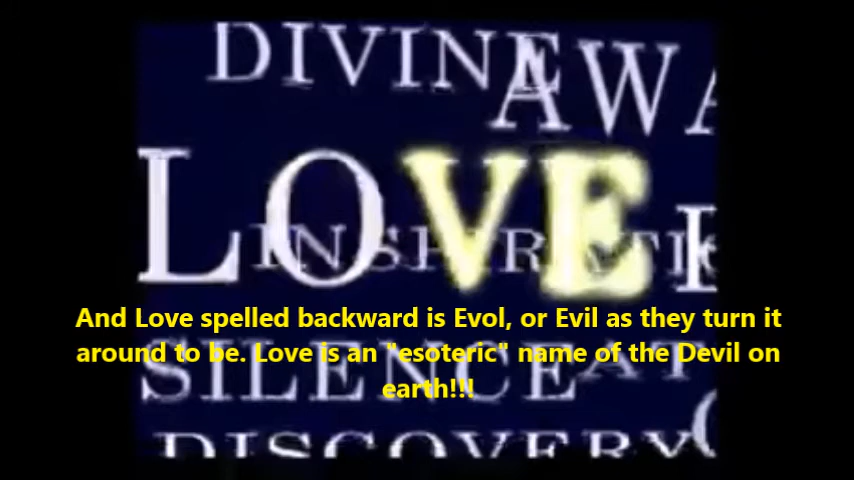 DIVINE
AWA
LOVE
INSPIRATIO
And Love spelled backward is Evol, or Evil as they turn it
around to be. Love is an "esoteric" name of the Devil on
earth!!!
SILENCE
DISCOVERY